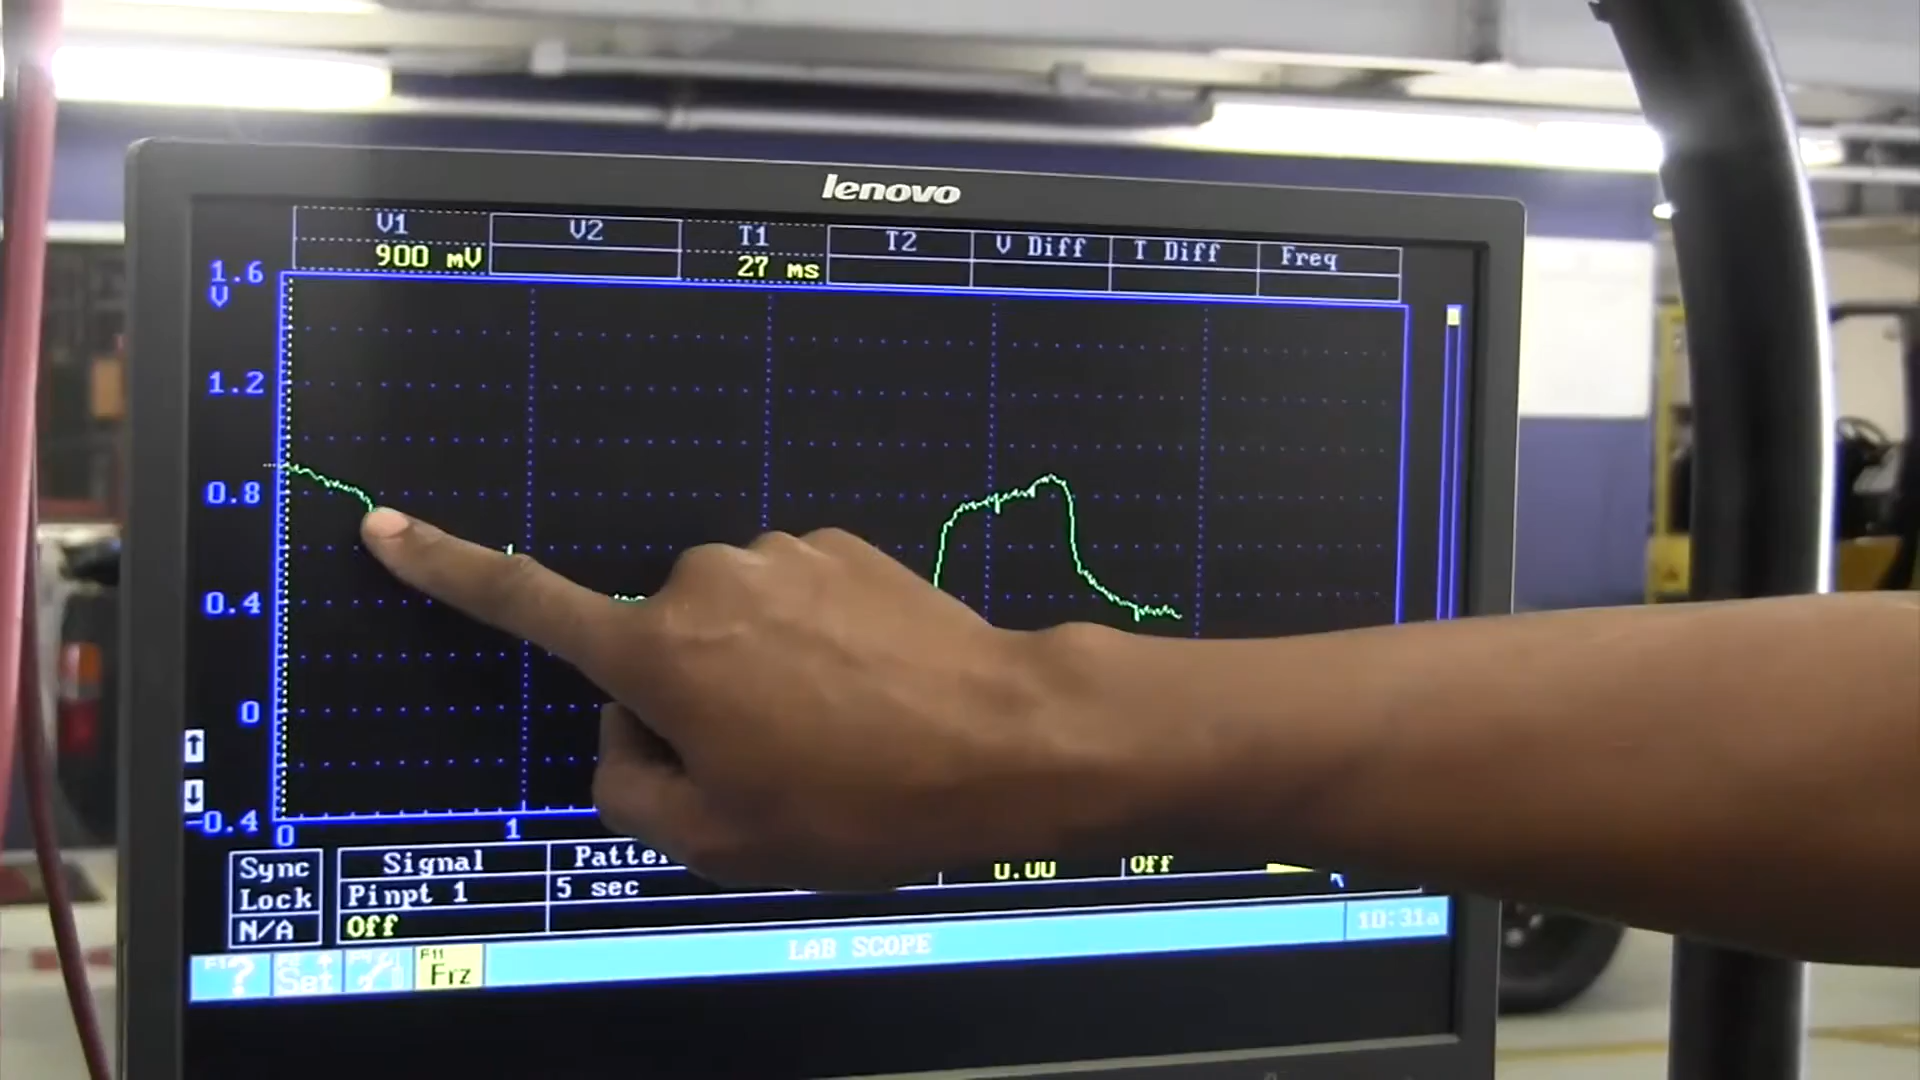 lenovo
V1 V2 T1 T2 V Diff T Diff Freq
900 mV 27 ms
1.6
V
1.2
0.8
0.4
0
-0.4
0 1
Sync Signal
Lock Pinpt 1 5 sec 0.00 Off
N/A Off
LAB SCOPE 10:31a
? Set F11
Frz